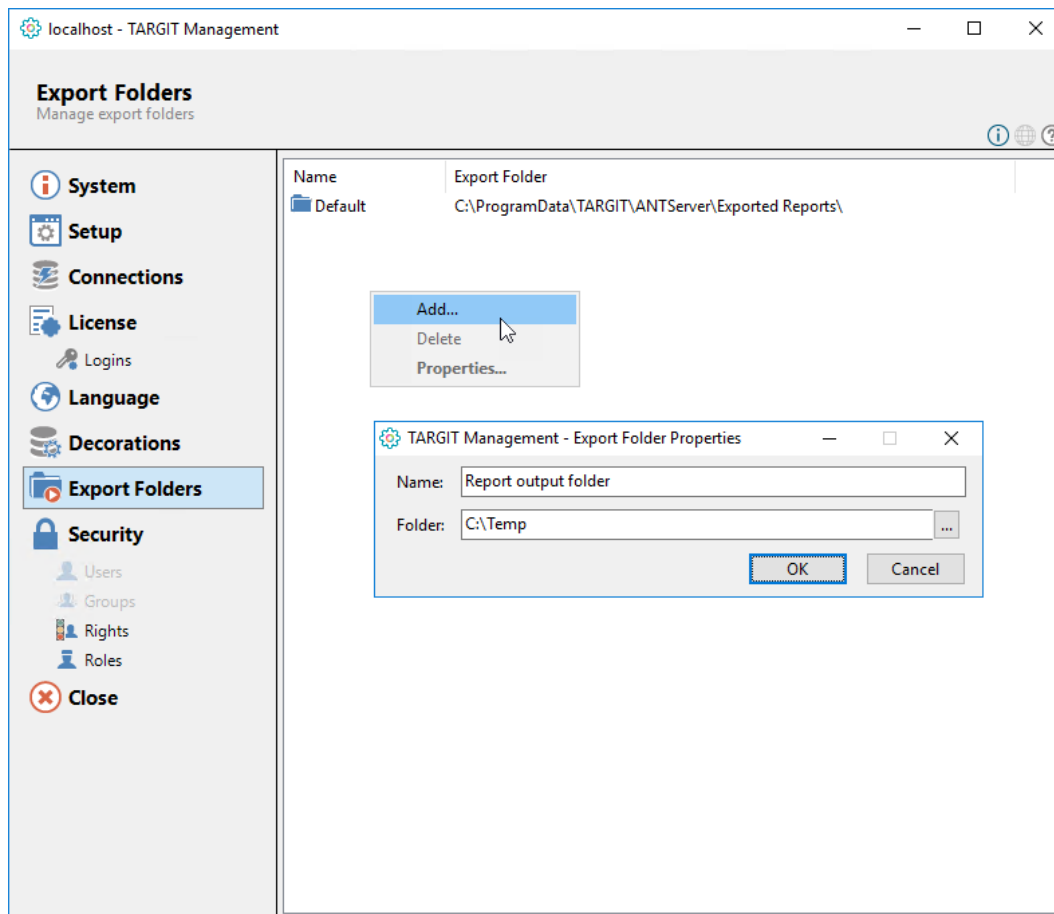 localhost - TARGIT Management
Export Folders
Manage export folders
System
Setup
Connections
License
Logins
Language
Decorations
Export Folders
Security
Users
Groups
Rights
Roles
Close
Name Export Folder
Default C:\ProgramData\TARGIT\ANTServer\Exported Reports\
Add...
Delete
Properties...
TARGIT Management - Export Folder Properties
Name: Report output folder
Folder: C:\Temp ...
OK Cancel